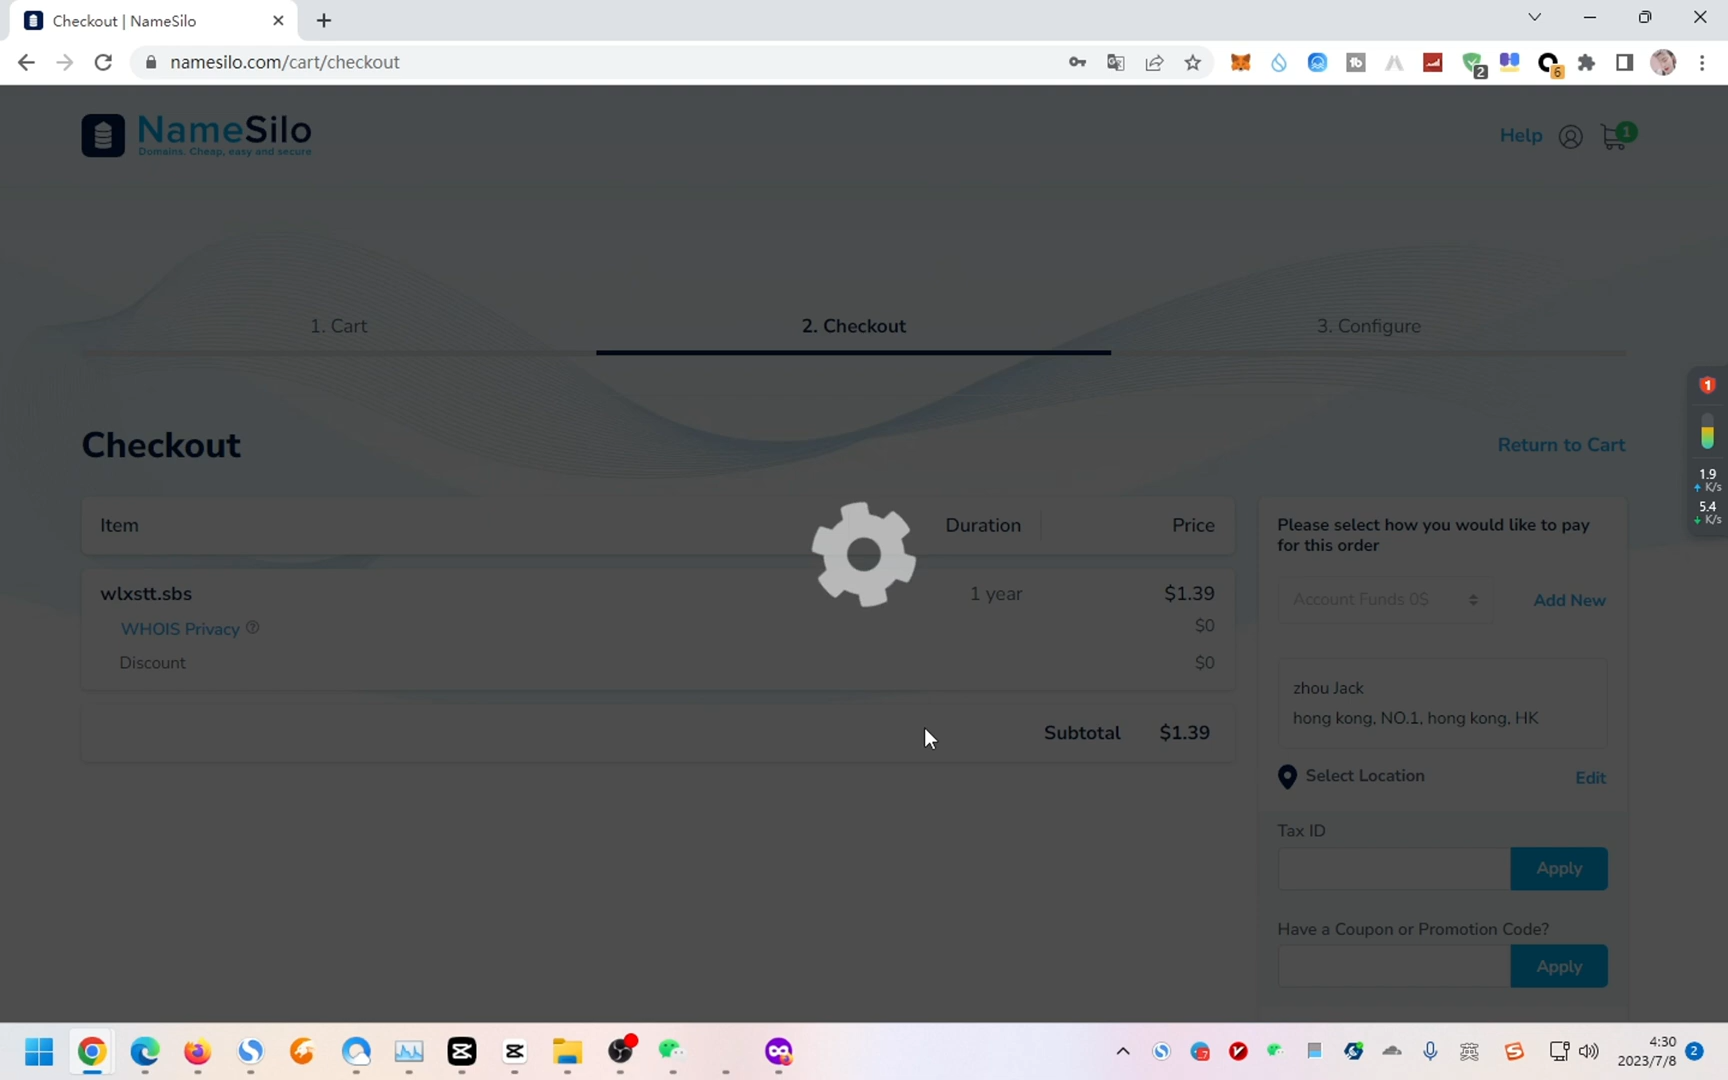 Checkout | NameSilo
namesilo.com/cart/checkout
2
6
NameSilo
Domains. Cheap, easy and secure
Help
1
1. Cart
2. Checkout
3. Configure
Checkout
Return to Cart
1
1.9
K/s
5.4
K/s
Item
Duration
Price
wlxstt.sbs
1 year
$1.39
WHOIS Privacy
$0
Discount
$0
Subtotal
$1.39
Please select how you would like to pay
for this order
Account Funds 0$
Add New
zhou Jack
hong kong, NO.1, hong kong, HK
Select Location
Edit
Tax ID
Apply
Have a Coupon or Promotion Code?
Apply
英
4:30
2023/7/8
2